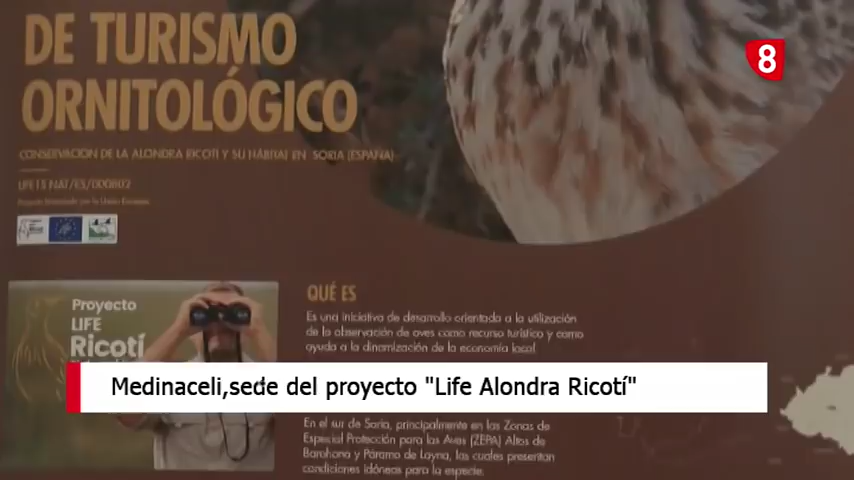 DE TURISMO
ORNITOLÓGICO
CONSERVACIÓN DE LA ALONDRA RICOTÍ Y SU HÁBITAT EN SORIA (ESPAÑA)
LIFE15 NAT/ES/000802
8
Proyecto
LIFE
Ricotí
QUÉ ES
Es una iniciativa de desarrollo orientada a la utilización
de la observación de aves como recurso turístico y como
ayuda a la dinamización de la economía local
Medinaceli,sede del proyecto "Life Alondra Ricotí"
En el sur de Soria, principalmente en las Zonas de
Especial Protección para las Aves (ZEPA) Altos de
Barahona y Páramo de Layna, las cuales presentan
condiciones idóneas para la especie.